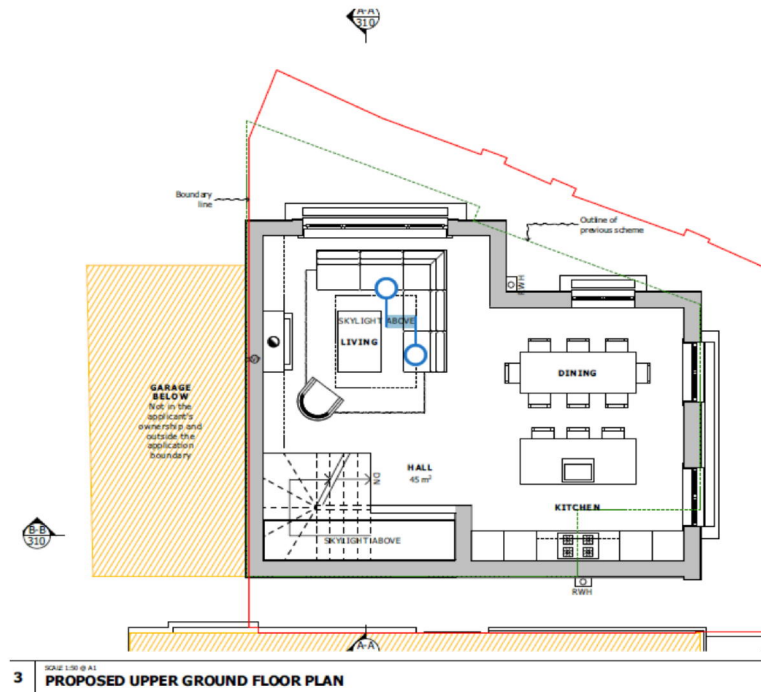 A-A
310
Boundary
line
Outline of
previous scheme
RWH
SKYLIGHT ABOVE
LIVING
DINING
GARAGE
BELOW
Not in the
applicant's
ownership and
outside the
application
boundary
HALL
45 m²
DN
KITCHEN
B-B
310
SKYLIGHT ABOVE
RWH
A-A
3
SCALE 1:50 @ A1
PROPOSED UPPER GROUND FLOOR PLAN